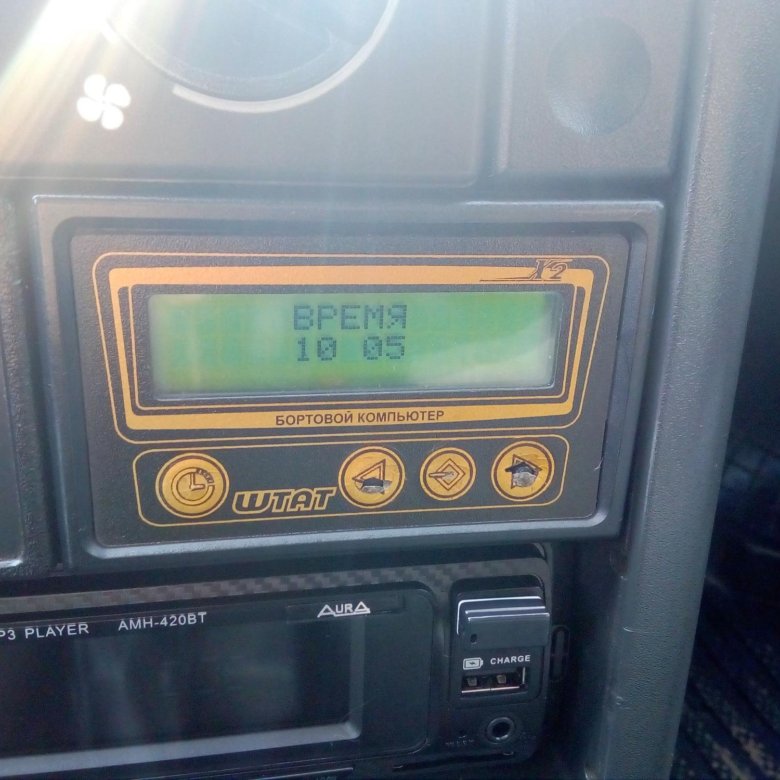 X2
ВРЕМЯ
10 05
БОРТОВОЙ КОМПЬЮТЕР
ШТАТ
P3 PLAYER AMH-420BT
AURA
CHARGE